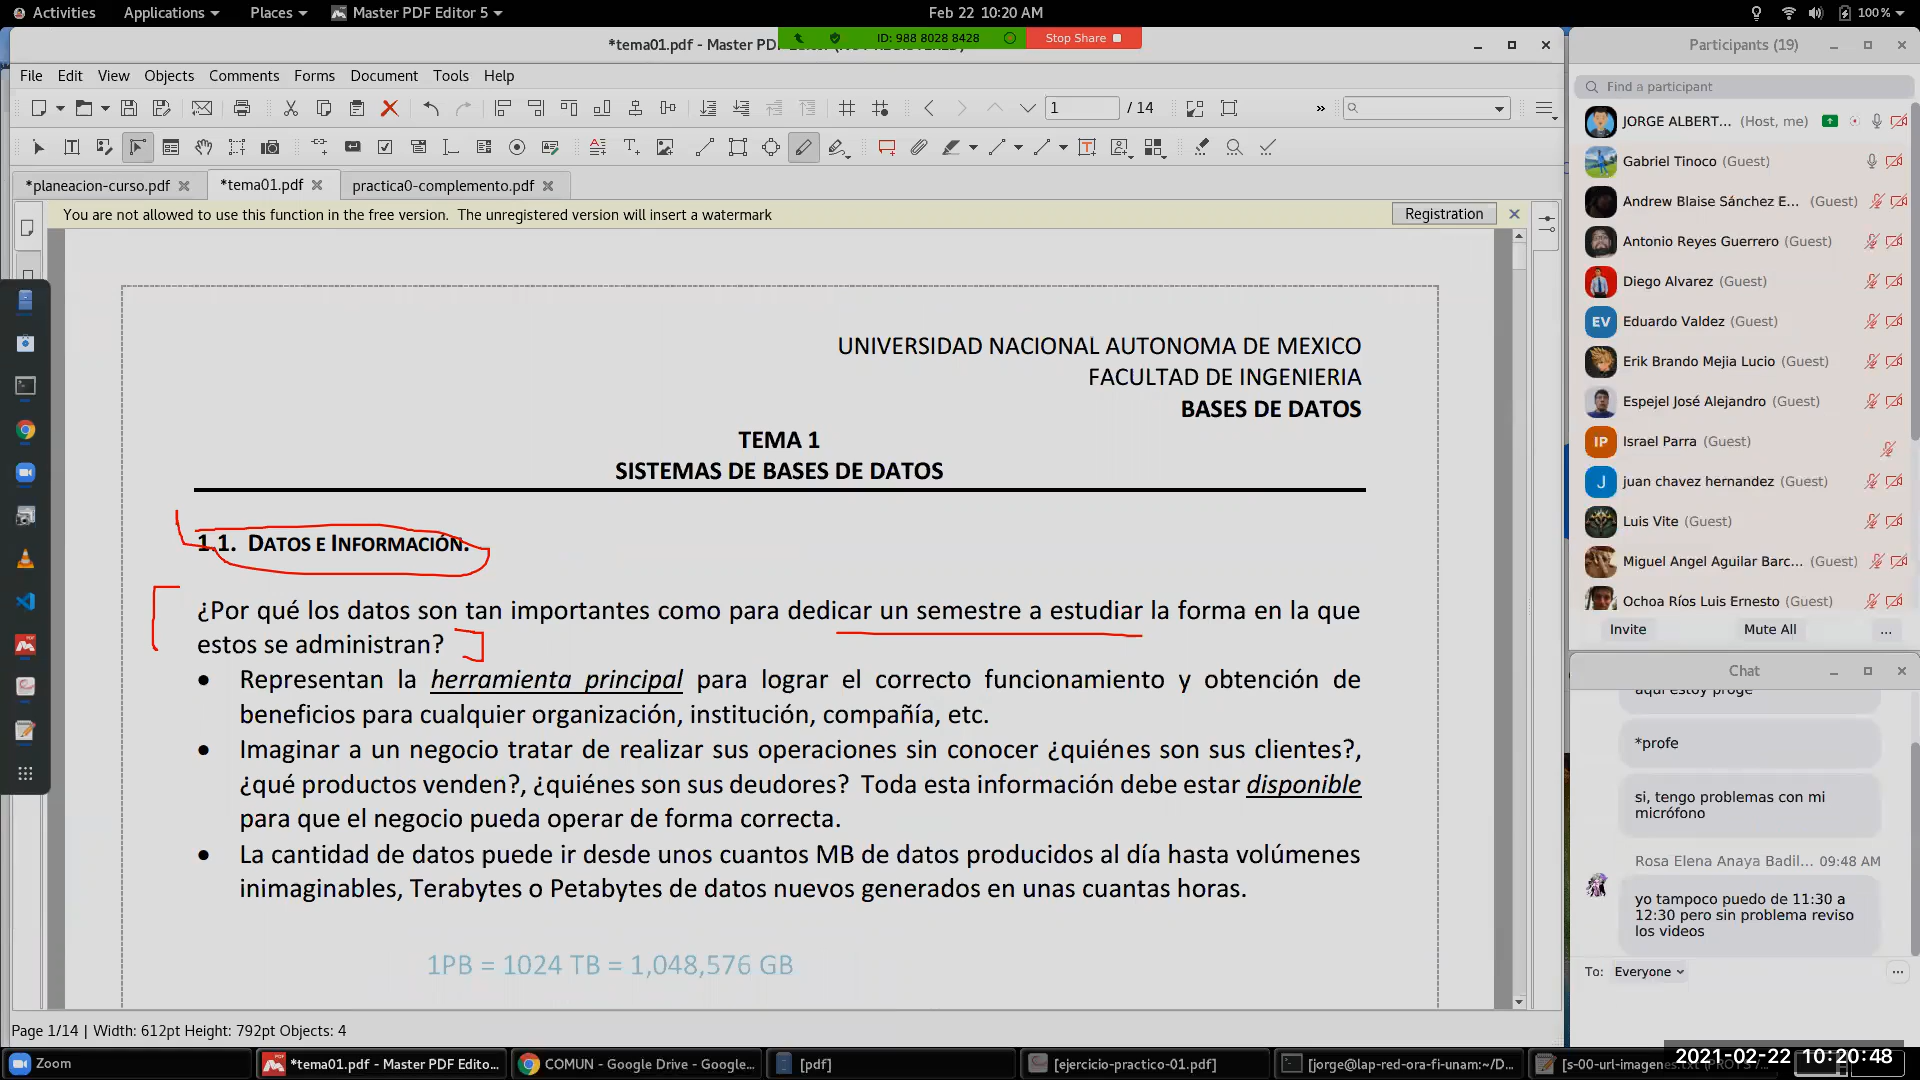 Activities Applications Places Master PDF Editor 5 Feb 22 10:20 AM 100%
*tema01.pdf - Master PD
ID: 988 8028 8428 Stop Share
File Edit View Objects Comments Forms Document Tools Help
1 / 14
*planeacion-curso.pdf *tema01.pdf practica0-complemento.pdf
You are not allowed to use this function in the free version. The unregistered version will insert a watermark Registration
UNIVERSIDAD NACIONAL AUTONOMA DE MEXICO
FACULTAD DE INGENIERIA
BASES DE DATOS
TEMA 1
SISTEMAS DE BASES DE DATOS
1.1. DATOS E INFORMACIÓN.
¿Por qué los datos son tan importantes como para dedicar un semestre a estudiar la forma en la que
estos se administran?
● Representan la herramienta principal para lograr el correcto funcionamiento y obtención de
beneficios para cualquier organización, institución, compañía, etc.
● Imaginar a un negocio tratar de realizar sus operaciones sin conocer ¿quiénes son sus clientes?,
¿qué productos venden?, ¿quiénes son sus deudores? Toda esta información debe estar disponible
para que el negocio pueda operar de forma correcta.
● La cantidad de datos puede ir desde unos cuantos MB de datos producidos al día hasta volúmenes
inimaginables, Terabytes o Petabytes de datos nuevos generados en unas cuantas horas.
1PB = 1024 TB = 1,048,576 GB
Page 1/14 | Width: 612pt Height: 792pt Objects: 4
Participants (19)
Find a participant
JORGE ALBERT... (Host, me)
Gabriel Tinoco (Guest)
Andrew Blaise Sánchez E... (Guest)
Antonio Reyes Guerrero (Guest)
Diego Alvarez (Guest)
EV Eduardo Valdez (Guest)
Erik Brando Mejia Lucio (Guest)
Espejel José Alejandro (Guest)
IP Israel Parra (Guest)
J juan chavez hernandez (Guest)
Luis Vite (Guest)
Miguel Angel Aguilar Barc... (Guest)
Ochoa Ríos Luis Ernesto (Guest)
Invite Mute All ...
Chat
aqui estoy proge
*profe
si, tengo problemas con mi
micrófono
Rosa Elena Anaya Badil... 09:48 AM
yo tampoco puedo de 11:30 a
12:30 pero sin problema reviso
los videos
To: Everyone
Zoom *tema01.pdf - Master PDF Edito... COMUN - Google Drive - Google... [pdf] [ejercicio-practico-01.pdf] [jorge@lap-red-ora-fi-unam:~/D...
2021-02-22 10:20:48